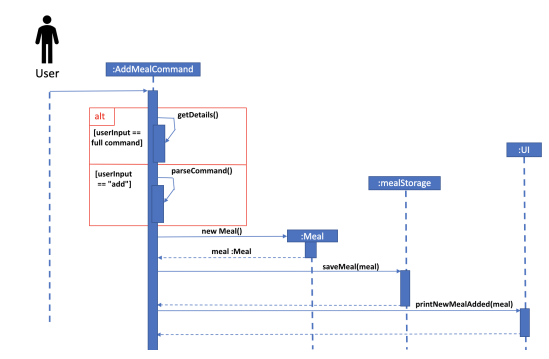 User
:AddMealCommand
alt
getDetails()
[userInput ==
full command]
:UI
[userInput
== "add"]
parseCommand()
:mealStorage
new Meal()
:Meal
meal :Meal
saveMeal(meal)
printNewMealAdded(meal)